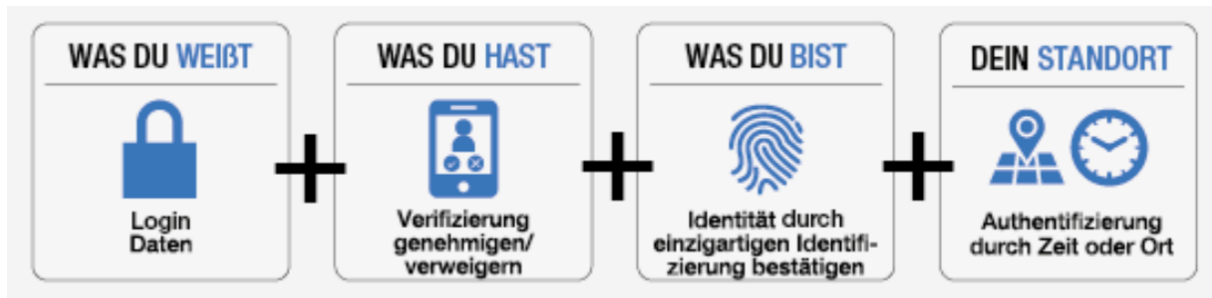 WAS DU WEIßT
Login
Daten
WAS DU HAST
Verifizierung
genehmigen/
verweigern
WAS DU BIST
Identität durch
einzigartigen Identifi-
zierung bestätigen
DEIN STANDORT
Authentifizierung
durch Zeit oder Ort